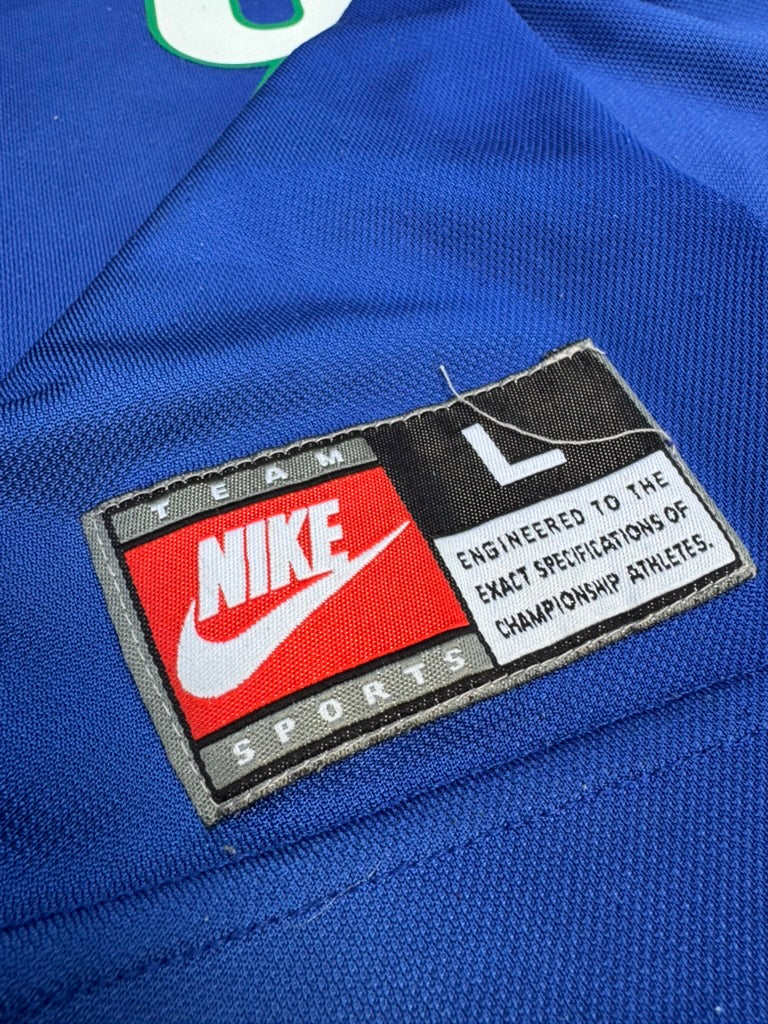 TEAM
NIKE
SPORTS
L
ENGINEERED TO THE
EXACT SPECIFICATIONS OF
CHAMPIONSHIP ATHLETES.